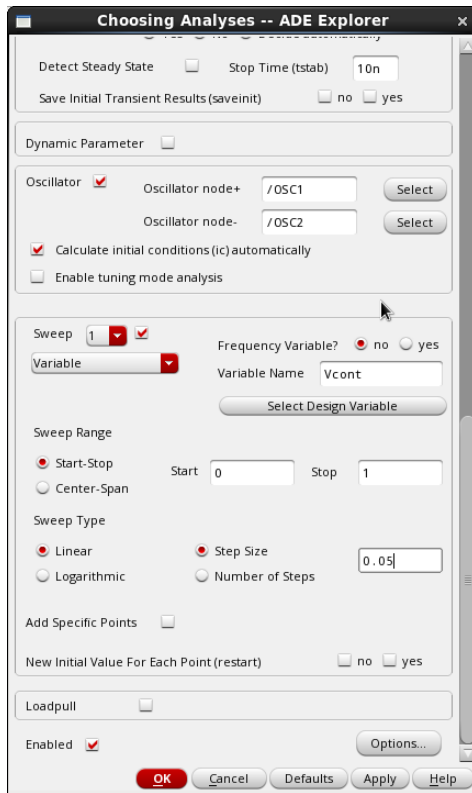 Choosing Analyses -- ADE Explorer
Yes No Decide automatically
Detect Steady State Stop Time (tstab) 10n
Save Initial Transient Results (saveinit) no yes
Dynamic Parameter
Oscillator Oscillator node+ /OSC1 Select
Oscillator node- /OSC2 Select
Calculate initial conditions (ic) automatically
Enable tuning mode analysis
Sweep 1 Frequency Variable? no yes
Variable Variable Name Vcont
Select Design Variable
Sweep Range
Start-Stop Start 0 Stop 1
Center-Span
Sweep Type
Linear Step Size 0.05
Logarithmic Number of Steps
Add Specific Points
New Initial Value For Each Point (restart) no yes
Loadpull
Enabled Options...
OK Cancel Defaults Apply Help